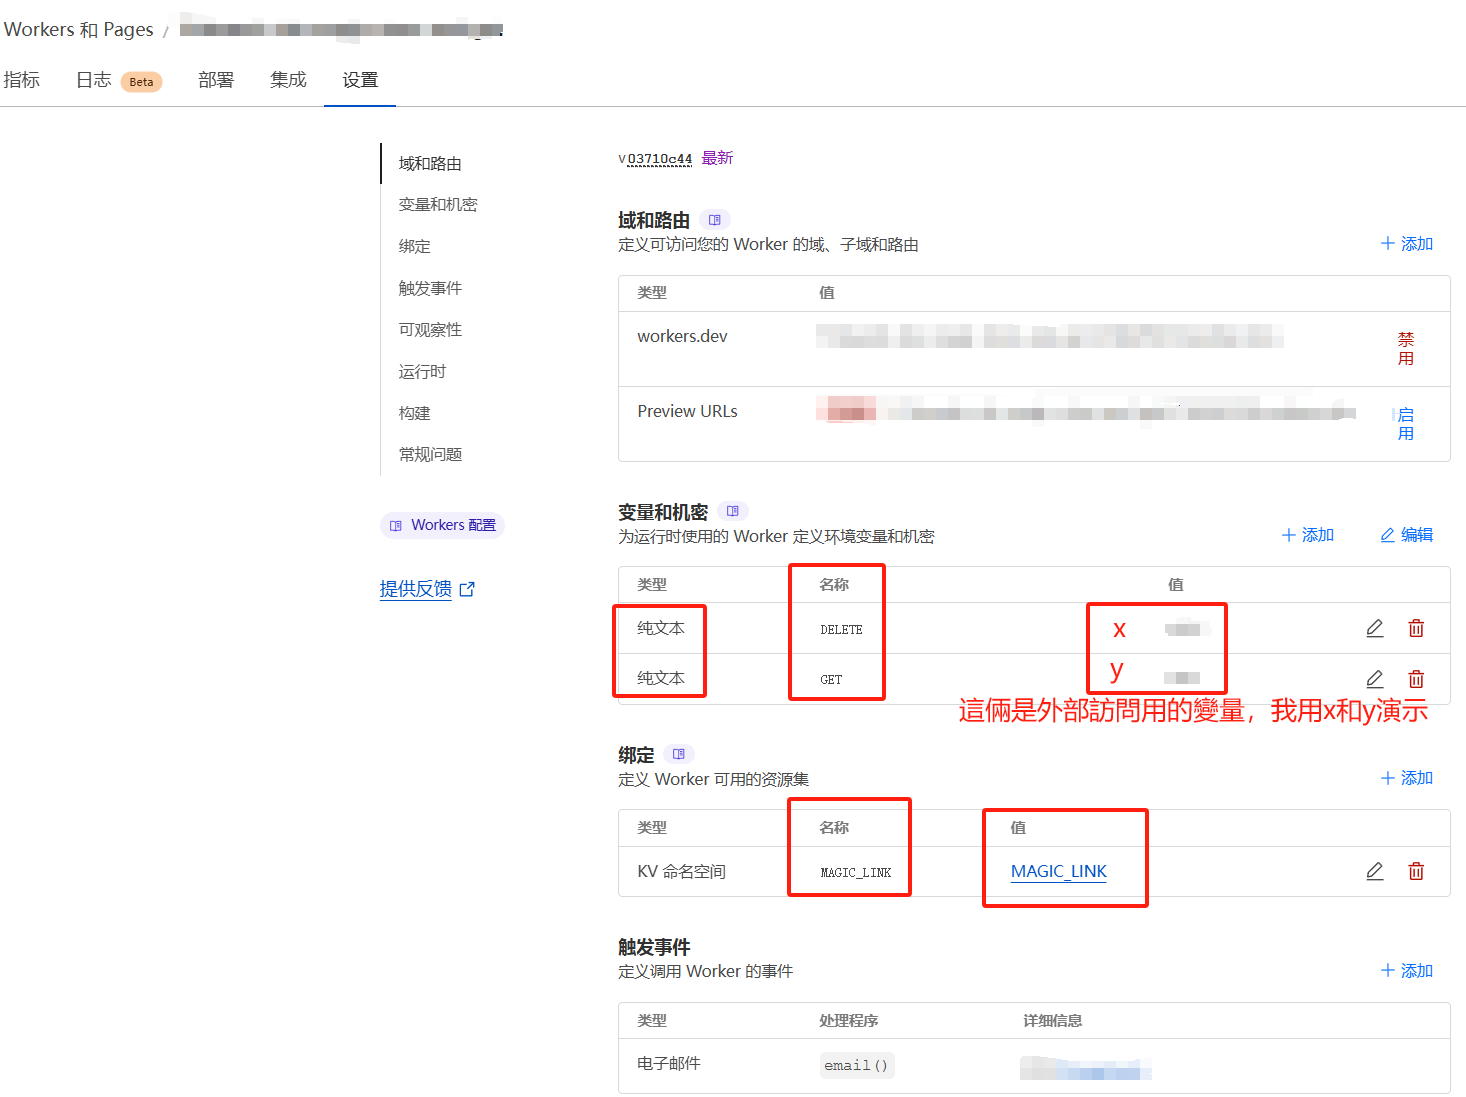 Workers 和 Pages /
指标 日志 Beta 部署 集成 设置
域和路由
变量和机密
绑定
触发事件
可观察性
运行时
构建
常规问题
Workers 配置
提供反馈
v03710c44 最新
域和路由
定义可访问您的 Worker 的域、子域和路由
添加
类型 值
workers.dev
禁用
Preview URLs
启用
变量和机密
为运行时使用的 Worker 定义环境变量和机密
添加 编辑
类型 名称 值
纯文本 DELETE x
纯文本 GET y
這倆是外部訪問用的變量，我用x和y演示
绑定
定义 Worker 可用的资源集
添加
类型 名称 值
KV 命名空间 MAGIC_LINK MAGIC_LINK
触发事件
定义调用 Worker 的事件
添加
类型 处理程序 详细信息
电子邮件 email()